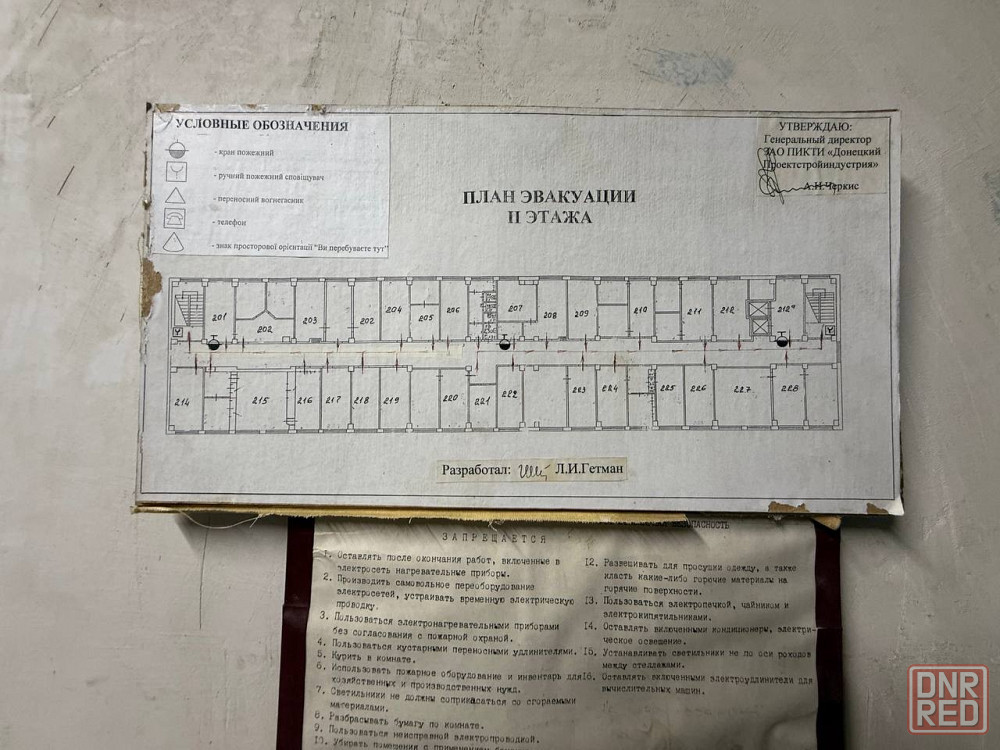 УСЛОВНЫЕ ОБОЗНАЧЕНИЯ
- кран пожежний
- ручний пожежний сповіщувач
- переносний вогнегасник
- телефон
- знак просторової орієнтації "Ви перебуваєте тут"
УТВЕРЖДАЮ:
Генеральный директор
ЗАО ПИКТИ «Донецкий
Проектстройиндустрия»
А.Н.Черкис
ПЛАН ЭВАКУАЦИИ
II ЭТАЖА
201 202 203 202 204 205 206 207 208 209 210 211 212 212а
214 215 216 217 218 219 220 221 222 223 224 225 226 227 228
Разработал: Л.И.Гетман
ЗАПРЕЩАЕТСЯ
1. Оставлять после окончания работ, включенные в
электросеть нагревательные приборы.
2. Производить самовольное переоборудование
электросетей, устраивать временную электрическую
проводку.
3. Пользоваться электронагревательными приборами
без согласования с пожарной охраной.
4. Пользоваться кустарными переносными удлинителями.
5. Курить в комнате.
6. Использовать пожарное оборудование и инвентарь для
хозяйственных и производственных нужд.
7. Светильники не должны соприкасаться со сгораемыми
материалами.
8. Разбрасывать бумагу по комнате.
9. Пользоваться неисправной электропроводкой.
10. Убирать помещения с применением
12. Развешивать для просушки одежду, а также
класть какие-либо горючие материалы на
горячие поверхности.
13. Пользоваться электропечкой, чайником и
электрокипятильниками.
14. Оставлять включенными кондиционеры, электри-
ческое освещение.
15. Устанавливать светильники не по оси роходов
между стеллажами.
16. Оставлять включенными электроудлинители для
вычислительных машин.
DNR
RED